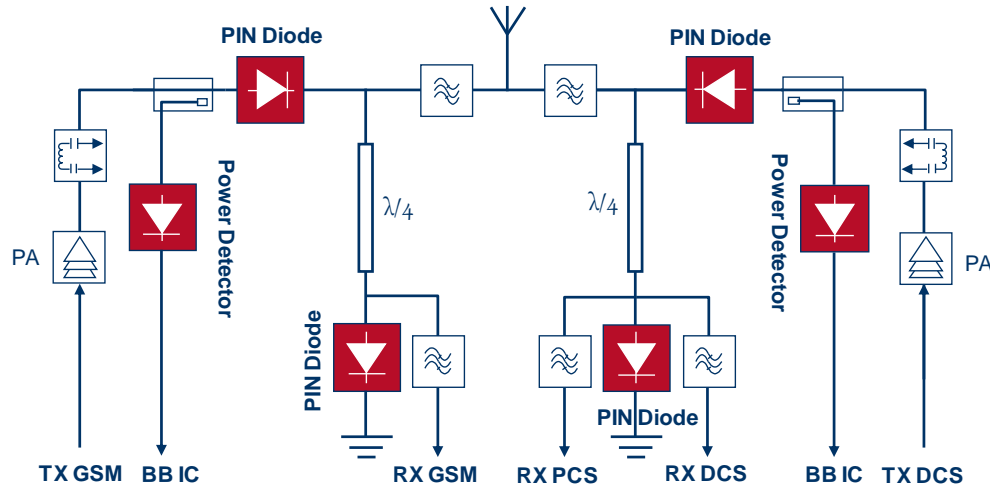 PIN Diode
PIN Diode
Power Detector
Power Detector
λ/4
λ/4
PA
PA
PIN Diode
PIN Diode
TX GSM
BB IC
RX GSM
RX PCS
RX DCS
BB IC
TX DCS